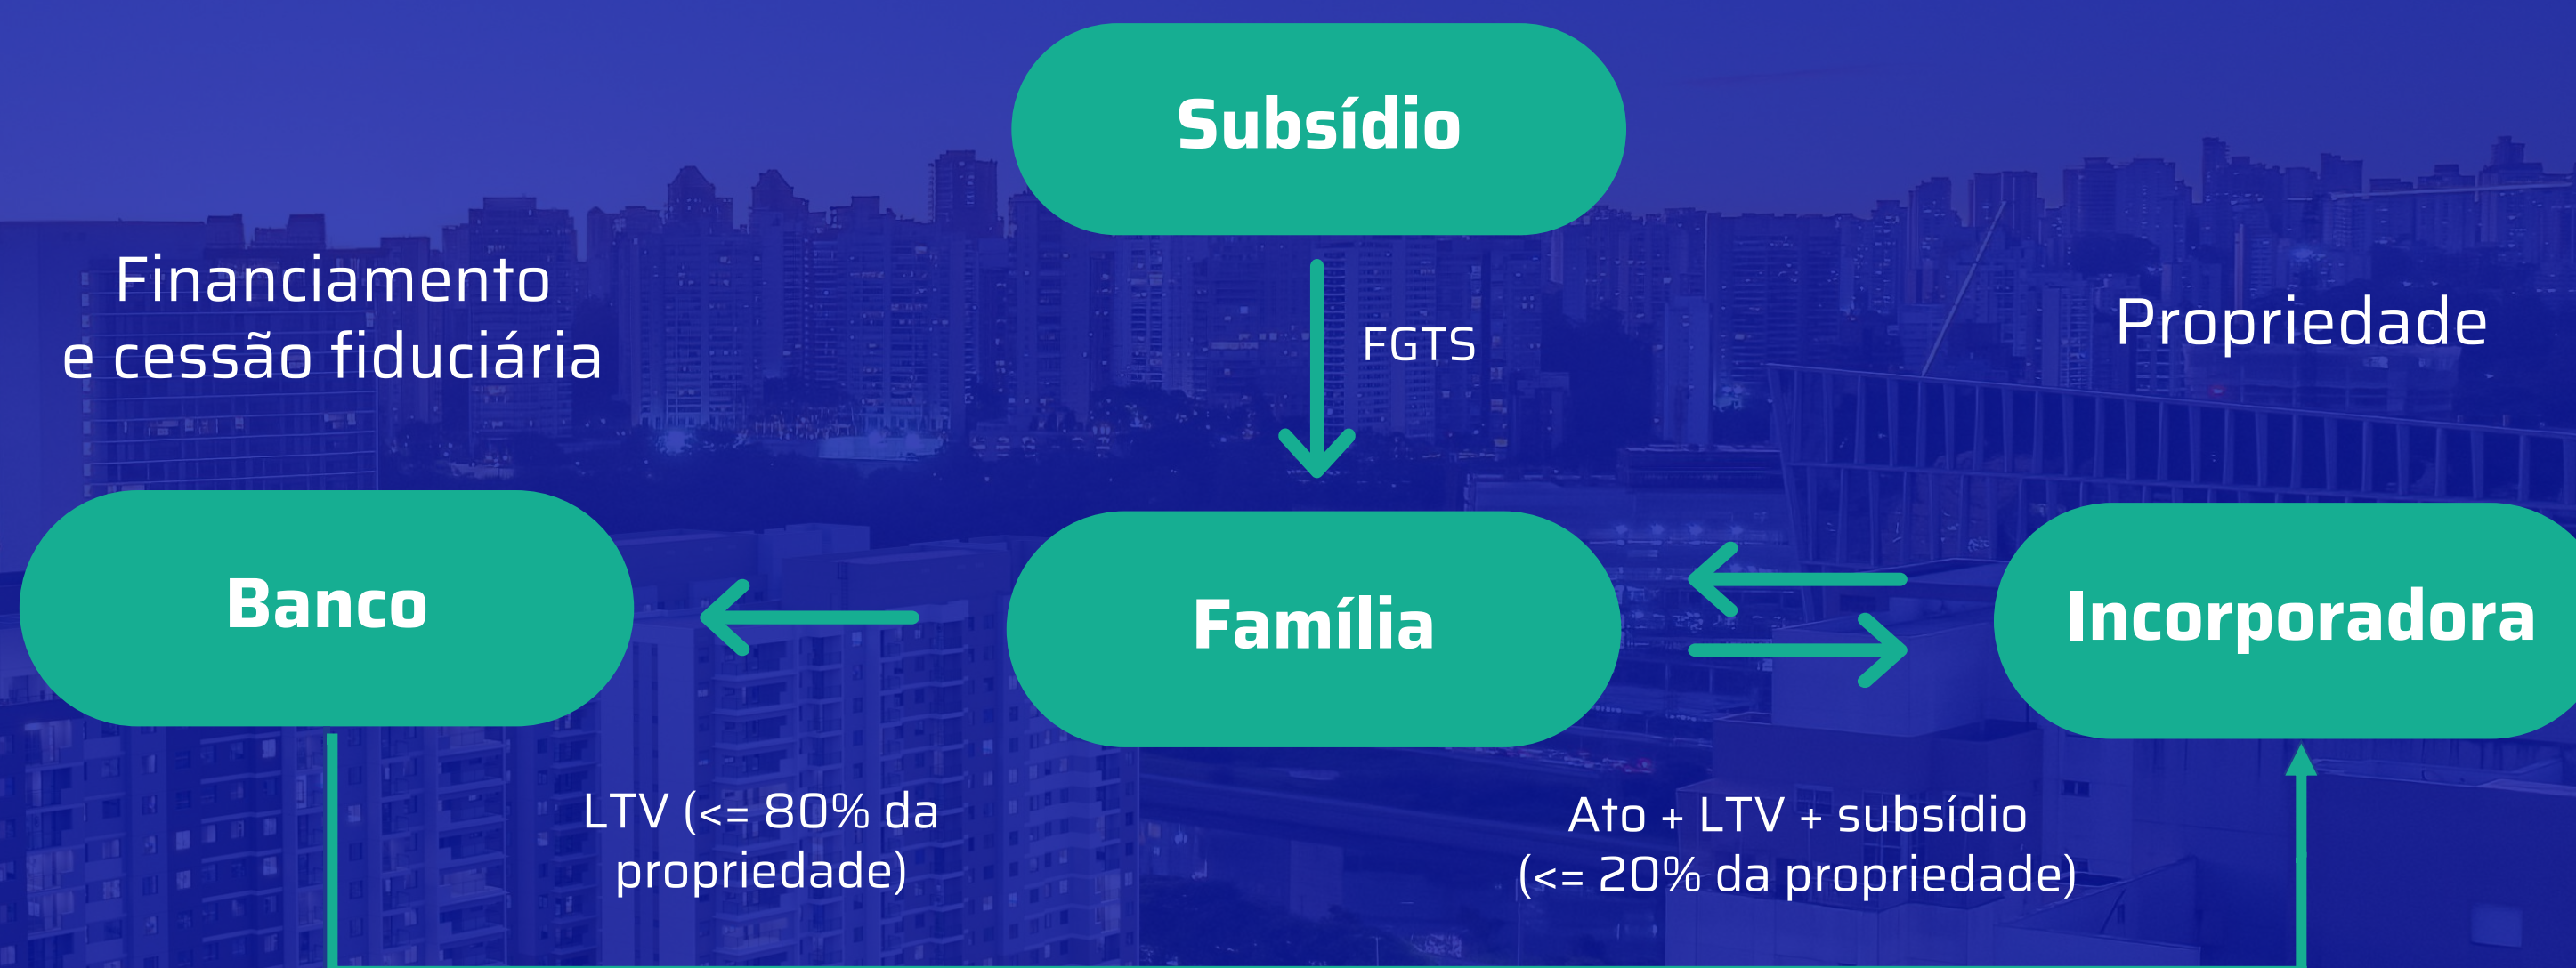 Subsídio
Financiamento
e cessão fiduciária
FGTS
Propriedade
Banco
Família
Incorporadora
LTV (<= 80% da
propriedade)
Ato + LTV + subsídio
(<= 20% da propriedade)